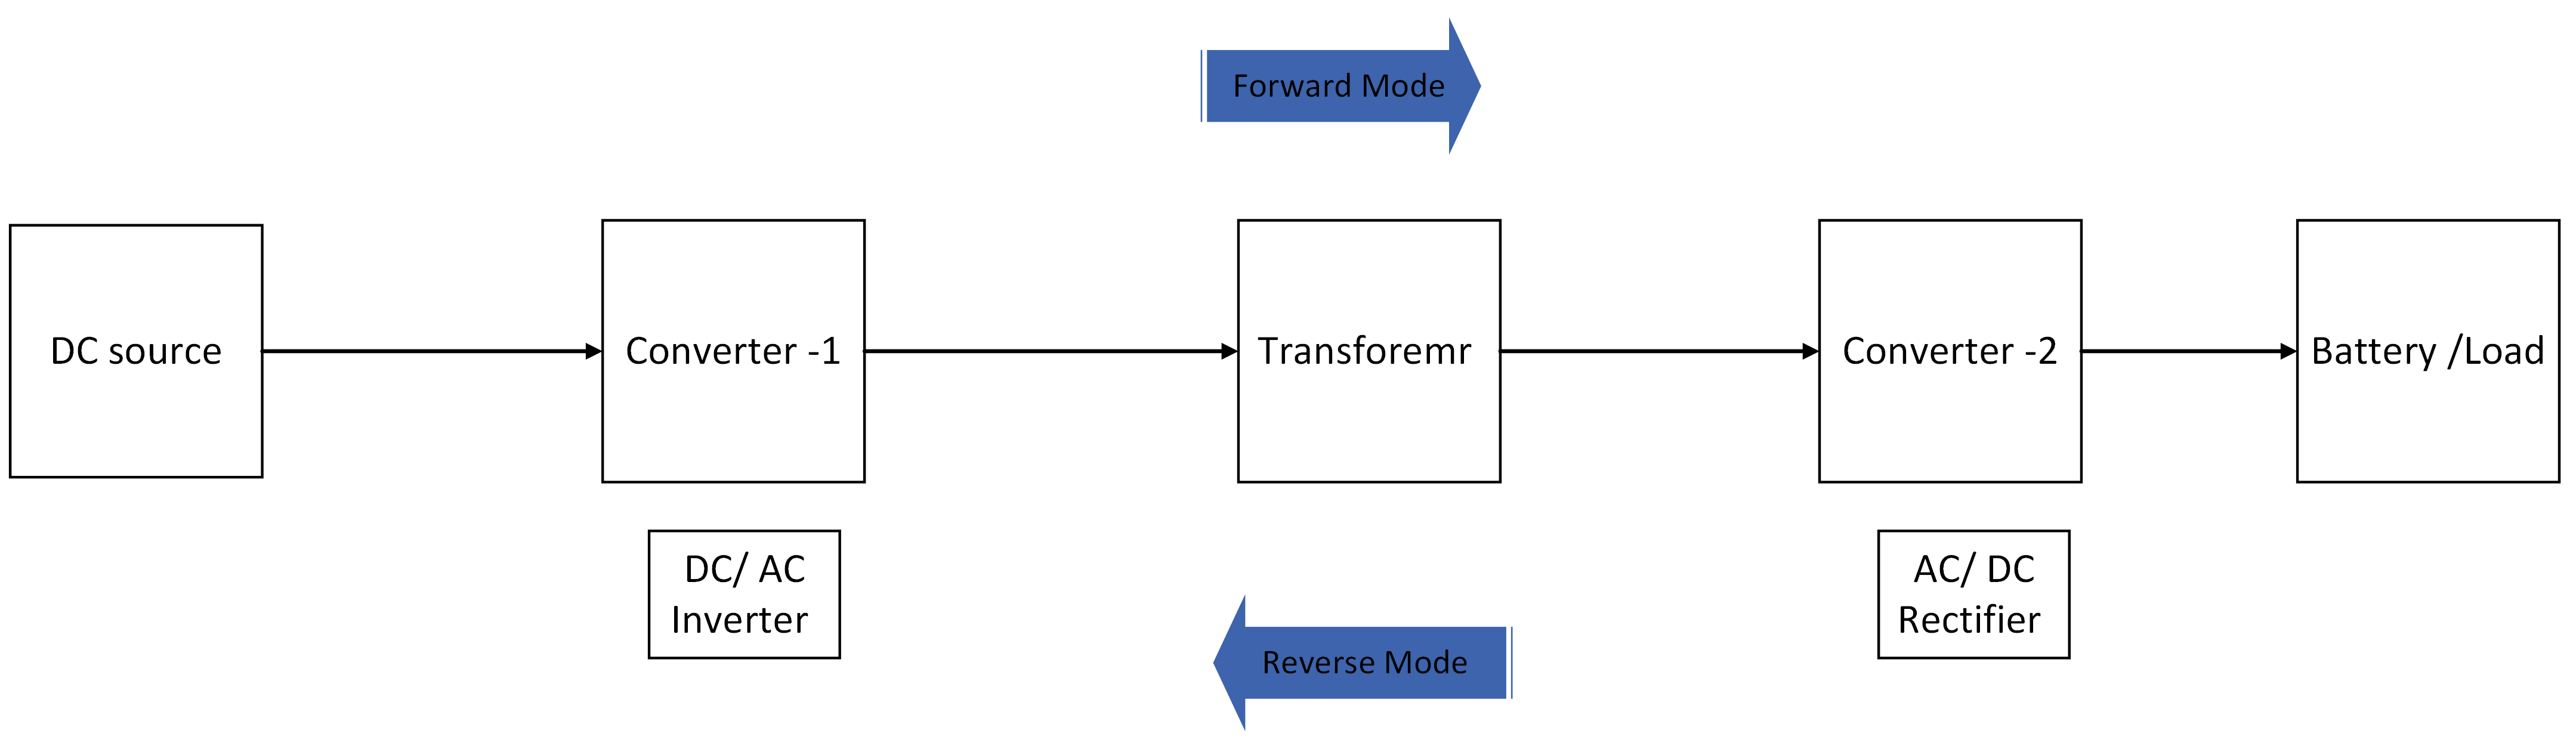 Forward Mode
DC source
Converter -1
Transforemr
Converter -2
Battery /Load
DC/ AC
Inverter
AC/ DC
Rectifier
Reverse Mode